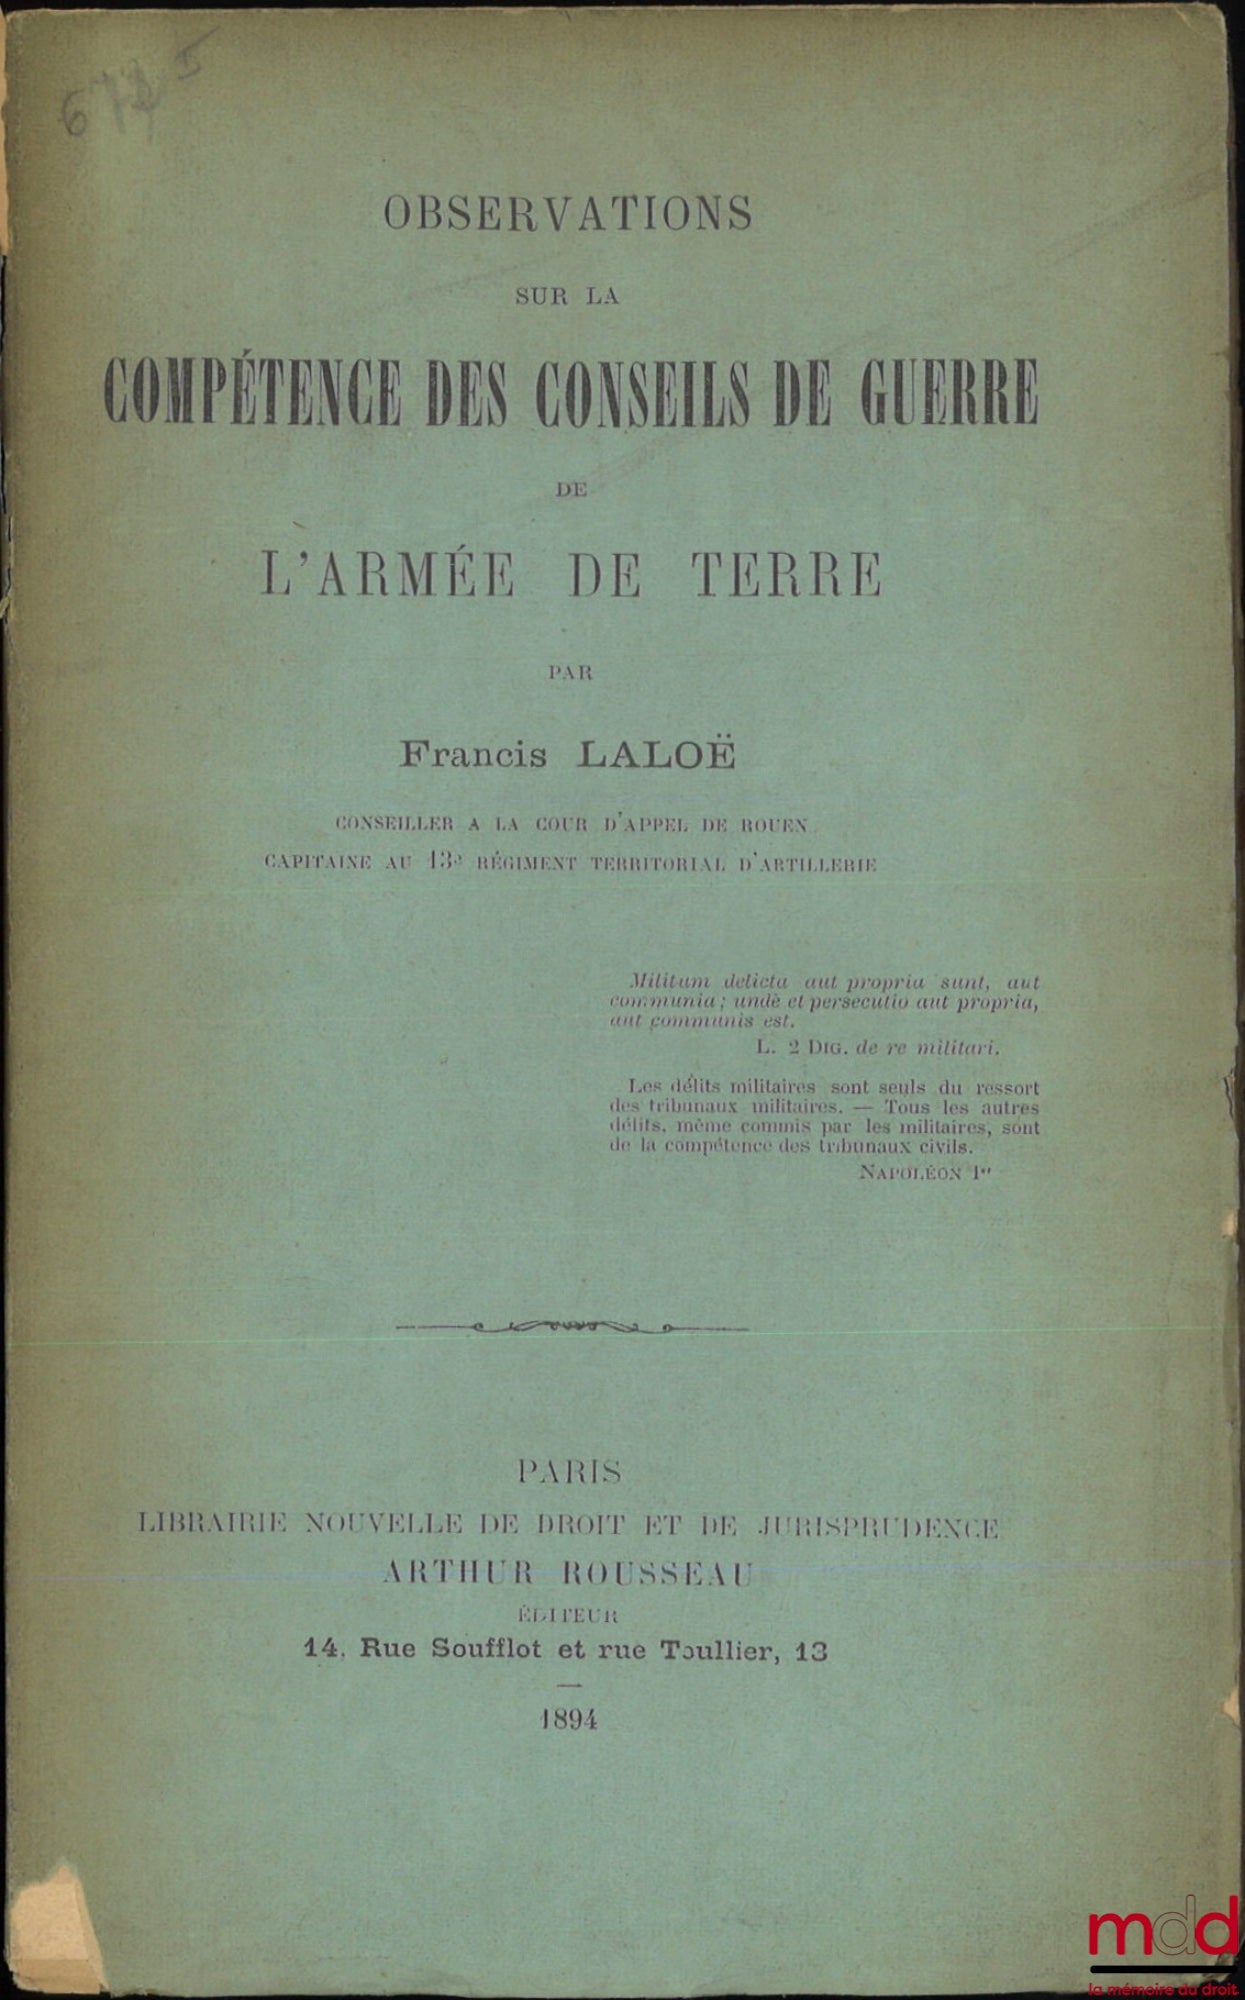 OBSERVATIONS
SUR LA
COMPÉTENCE DES CONSEILS DE GUERRE
DE
L'ARMÉE DE TERRE
PAR
Francis LALOË
CONSEILLER A LA COUR D'APPEL DE ROUEN
CAPITAINE AU 13e RÉGIMENT TERRITORIAL D'ARTILLERIE
Militum delicta aut propria sunt, aut
communia; undè et persecutio aut propria,
aut communis est.
L. 2 DIG. de re militari.
Les délits militaires sont seuls du ressort
des tribunaux militaires. — Tous les autres
délits, même commis par les militaires, sont
de la compétence des tribunaux civils.
NAPOLÉON Ier
PARIS
LIBRAIRIE NOUVELLE DE DROIT ET DE JURISPRUDENCE
ARTHUR ROUSSEAU
ÉDITEUR
14, Rue Soufflot et rue Toullier, 13
1894
mdd
la mémoire du droit